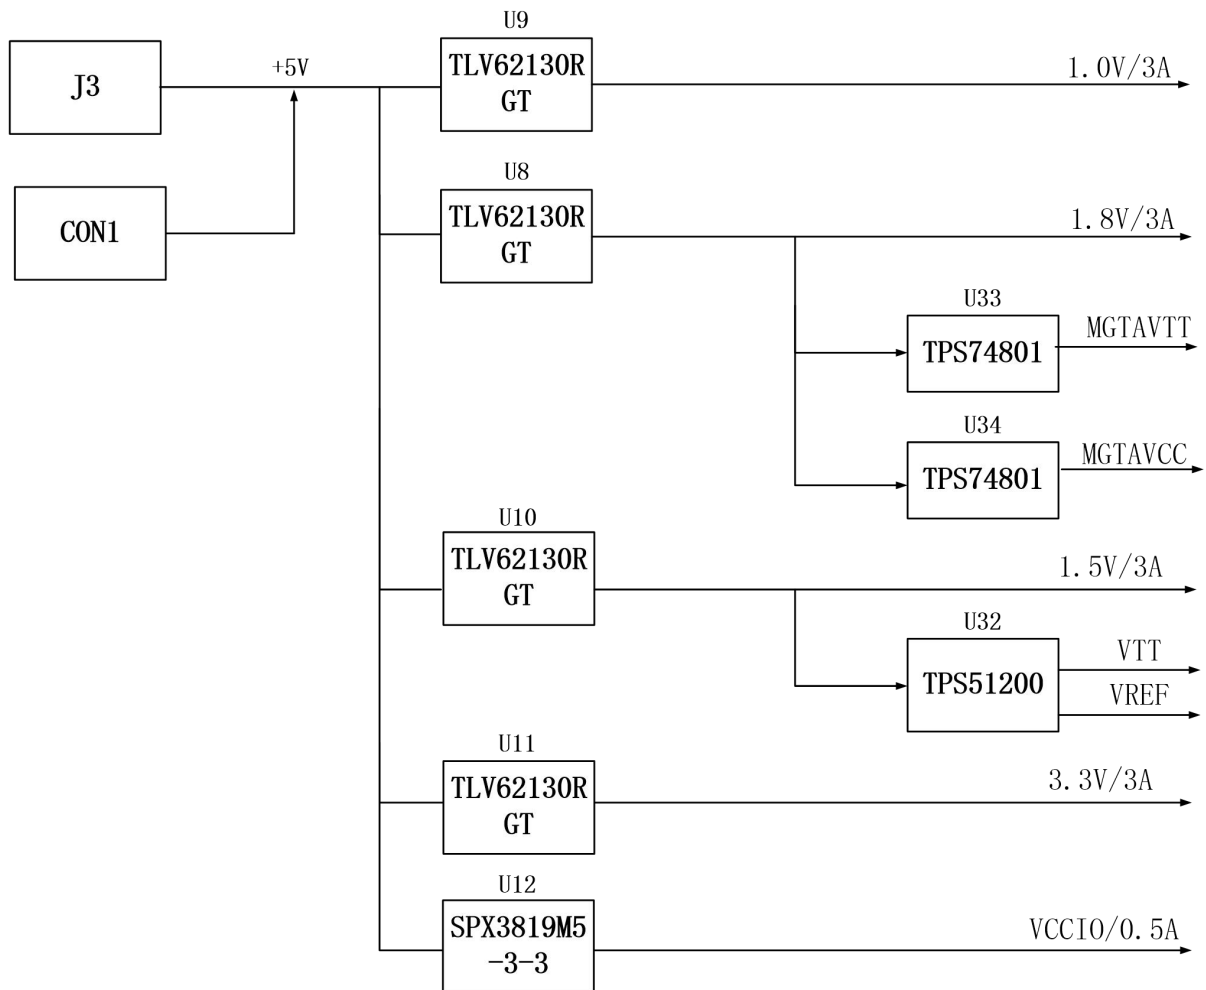 U9
J3
+5V
TLV62130R
GT
1.0V/3A
U8
CON1
TLV62130R
GT
1.8V/3A
U33
TPS74801
MGTAVTT
U34
TPS74801
MGTAVCC
U10
TLV62130R
GT
1.5V/3A
U32
TPS51200
VTT
VREF
U11
TLV62130R
GT
3.3V/3A
U12
SPX3819M5
-3-3
VCCIO/0.5A